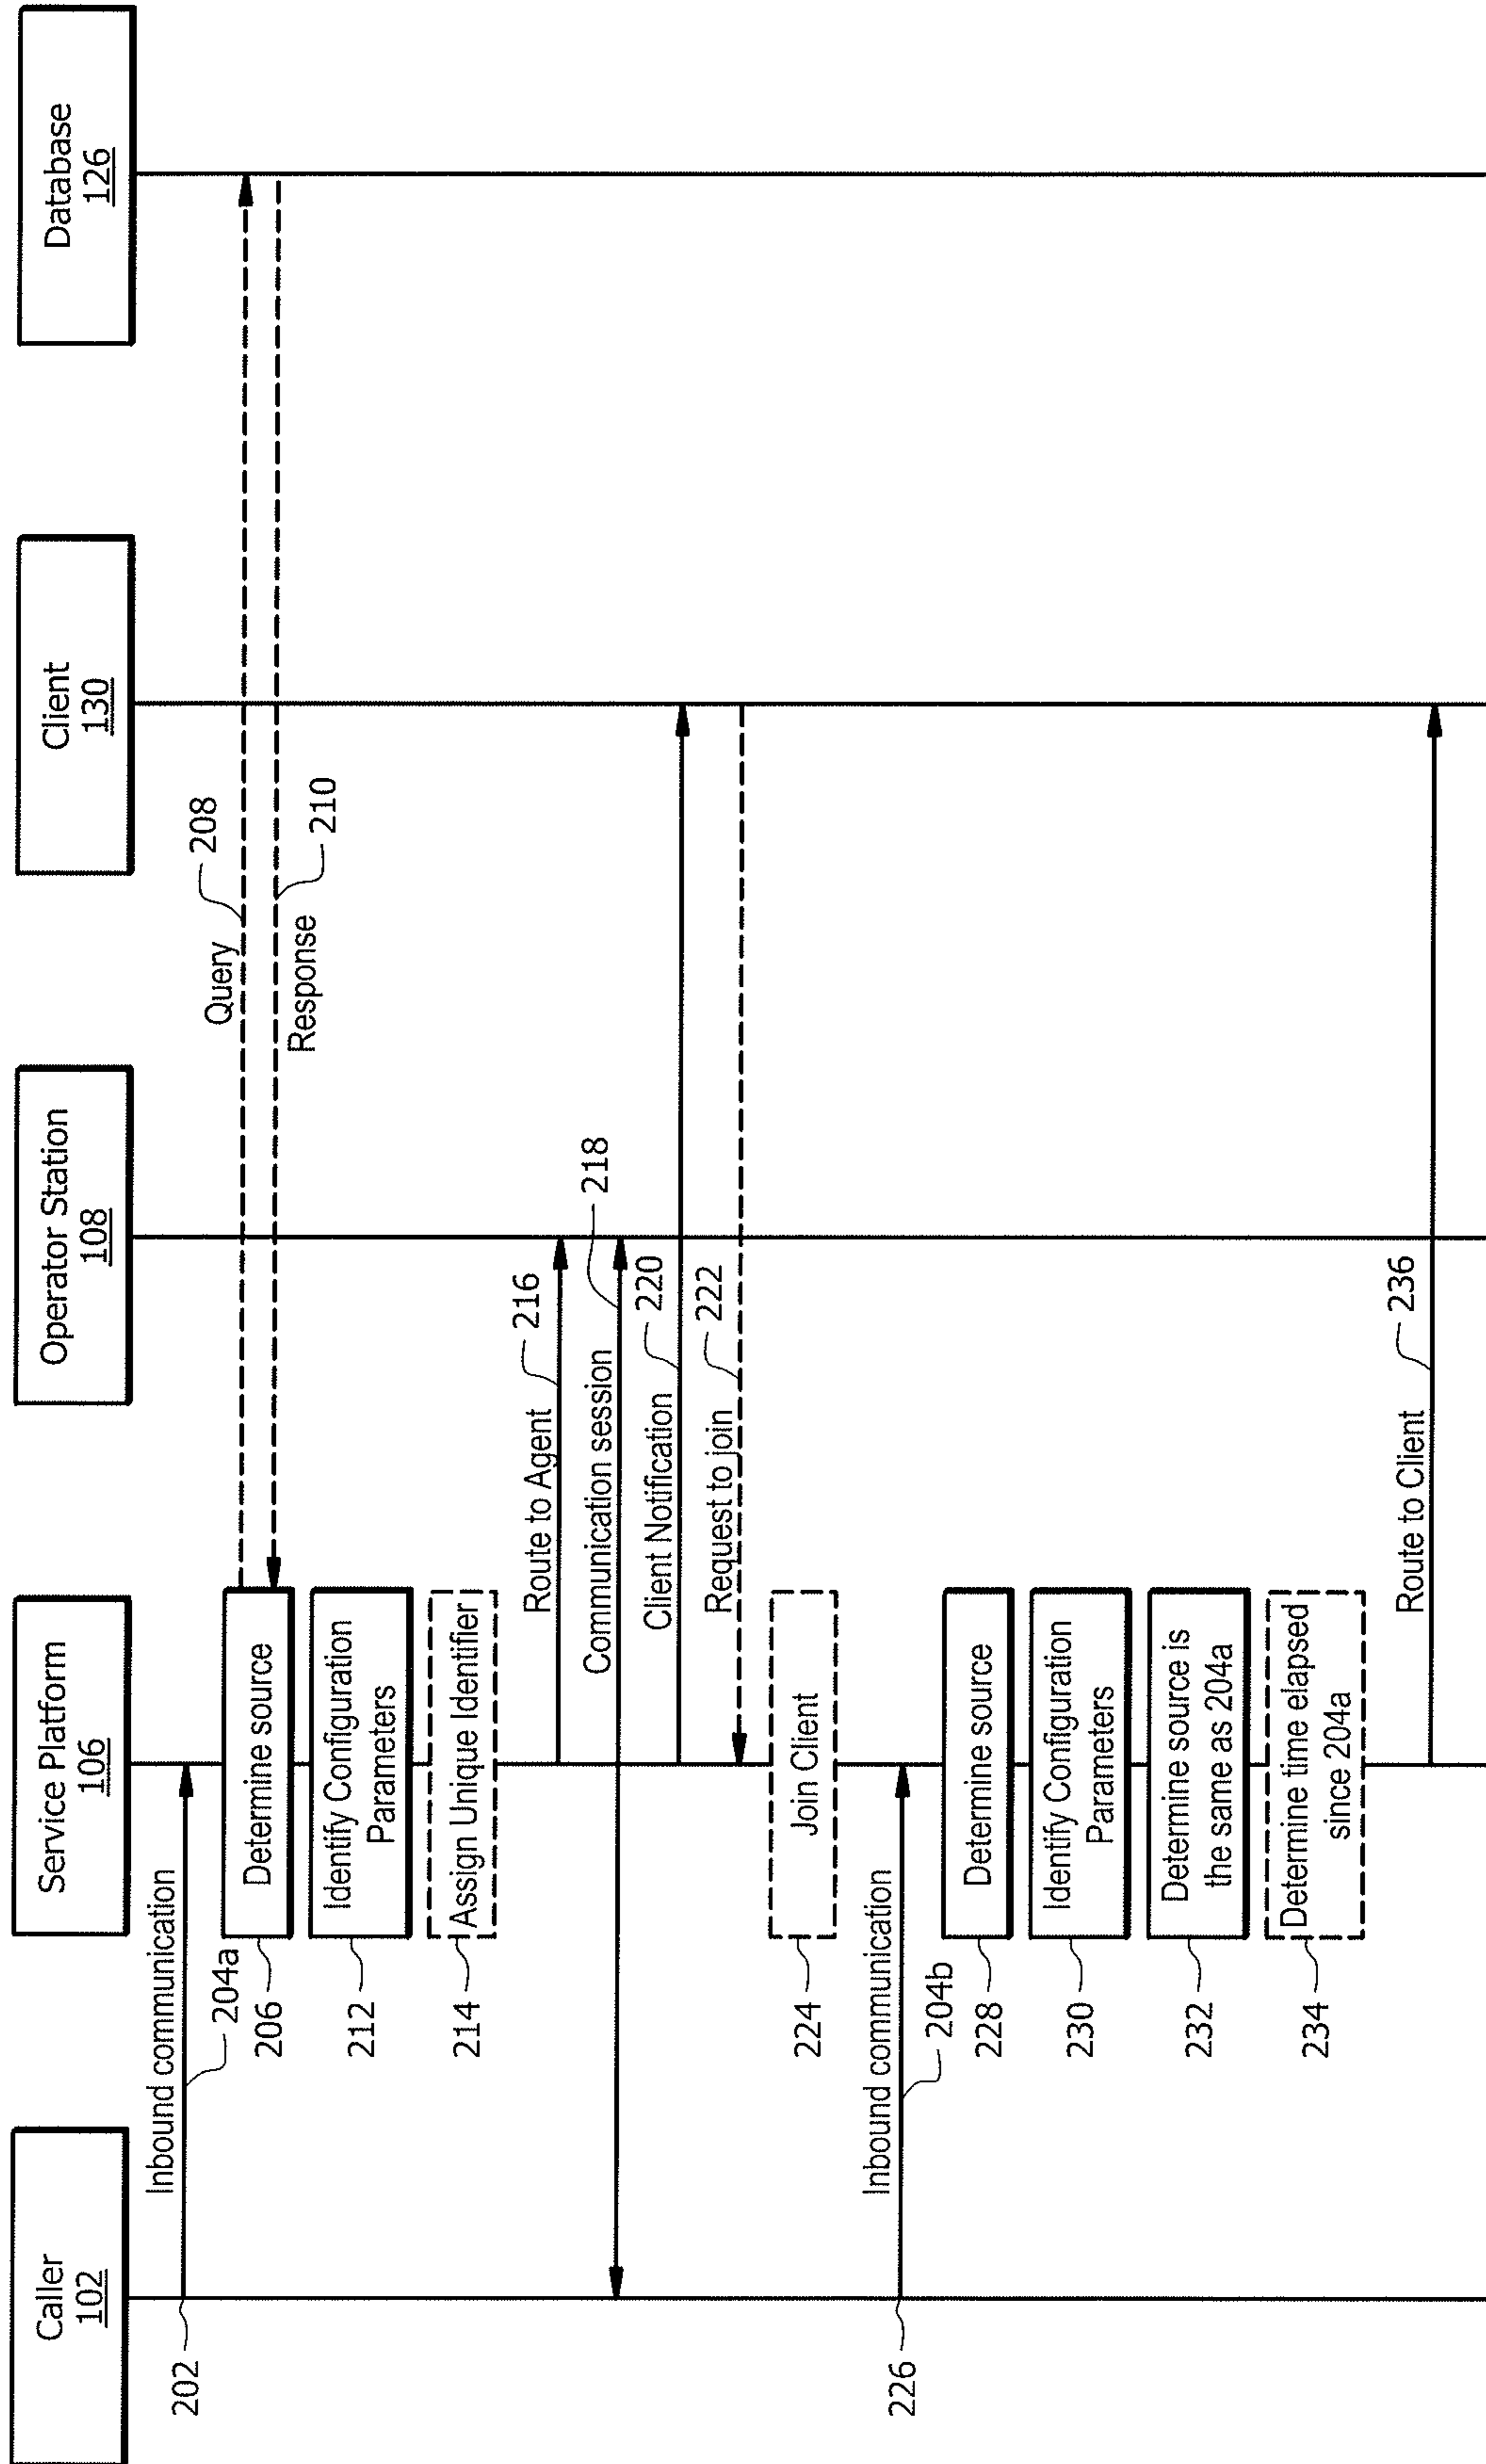 Caller
102
Service Platform
106
Operator Station
108
Client
130
Database
126
202
Inbound communication
204a
206
Determine source
Query
208
Response
210
212
Identify Configuration
Parameters
214
Assign Unique Identifier
Route to Agent
216
Communication session
218
Client Notification
220
Request to join
222
224
Join Client
226
Inbound communication
204b
228
Determine source
230
Identify Configuration
Parameters
232
Determine source is
the same as 204a
234
Determine time elapsed
since 204a
Route to Client
236